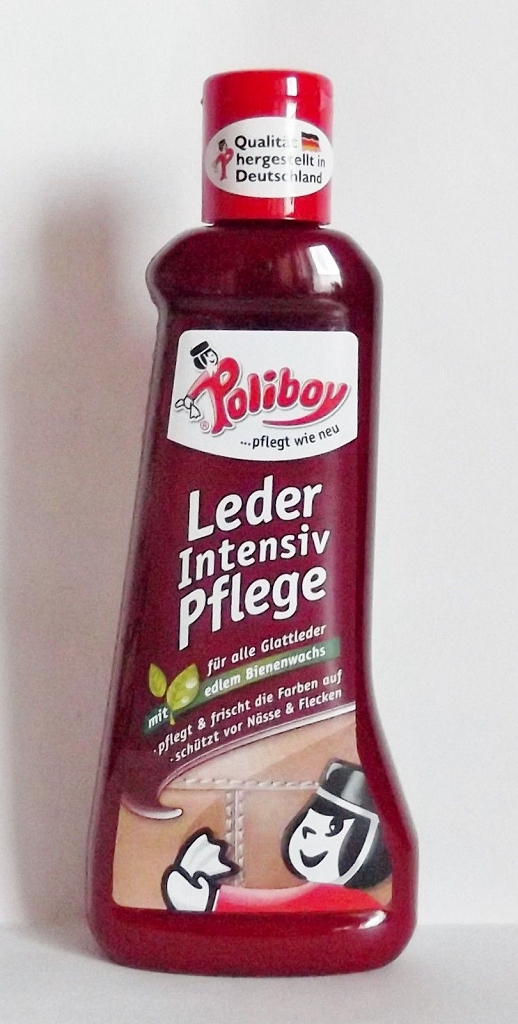 Qualität
hergestellt in
Deutschland
Poliboy
®
...pflegt wie neu
Leder
Intensiv
Pflege
für alle Glattleder
mit edlem Bienenwachs
·pflegt & frischt die Farben auf
·schützt vor Nässe & Flecken